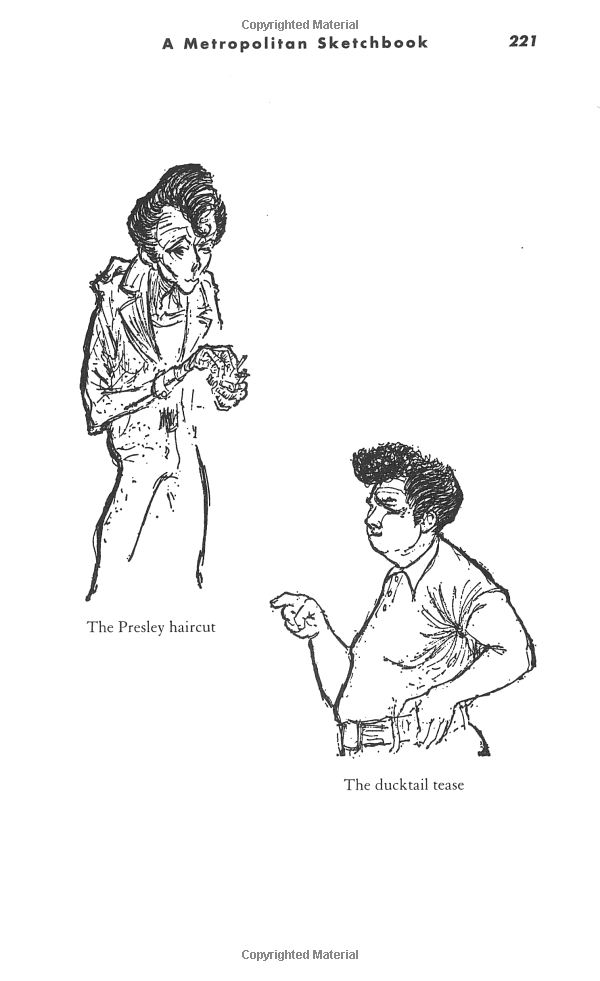 Copyrighted Material
A Metropolitan Sketchbook 221
The Presley haircut
The ducktail tease
Copyrighted Material